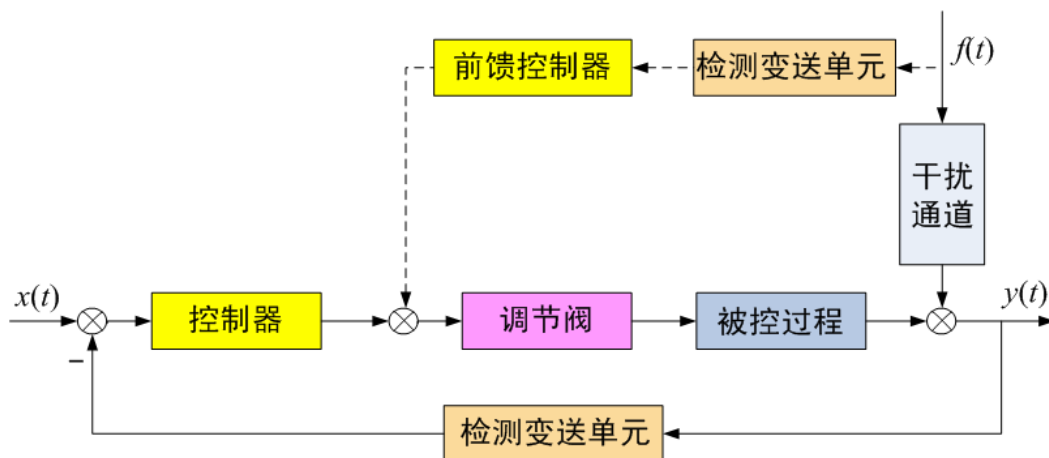 前馈控制器
检测变送单元
f(t)
干扰
通道
x(t)
控制器
调节阀
被控过程
y(t)
−
检测变送单元